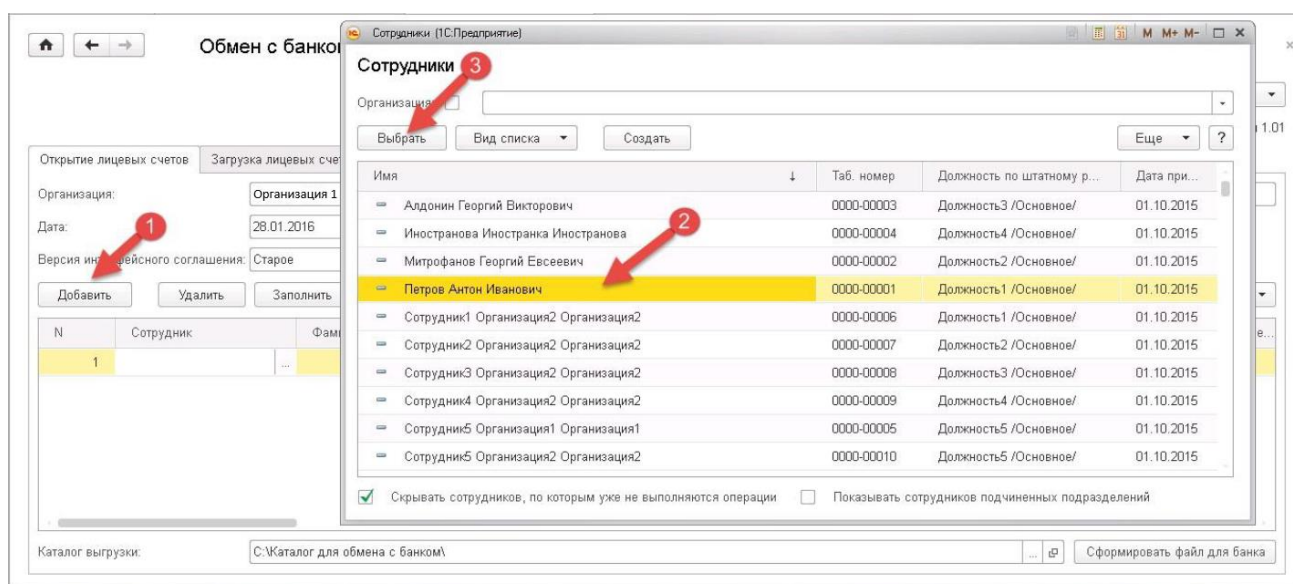 Сотрудники (1С:Предприятие)
M M+ M-
Обмен с банко
Сотрудники
3
Организация
Выбрать Вид списка Создать Еще ?
1.01
Открытие лицевых счетов Загрузка лицевых сче
Имя ↓ Таб. номер Должность по штатному р... Дата при...
Организация: Организация 1
Алдонин Георгий Викторович 0000-00003 Должность3 /Основное/ 01.10.2015
1
Дата: 28.01.2016
2
Иностранова Иностранка Иностранова 0000-00004 Должность4 /Основное/ 01.10.2015
Версия интерфейсного соглашения: Старое
Митрофанов Георгий Евсеевич 0000-00002 Должность2 /Основное/ 01.10.2015
Добавить Удалить Заполнить
Петров Антон Иванович 0000-00001 Должность1 /Основное/ 01.10.2015
Сотрудник1 Организация2 Организация2 0000-00006 Должность1 /Основное/ 01.10.2015
N Сотрудник Фами
е...
Сотрудник2 Организация2 Организация2 0000-00007 Должность2 /Основное/ 01.10.2015
1 ...
Сотрудник3 Организация2 Организация2 0000-00008 Должность3 /Основное/ 01.10.2015
Сотрудник4 Организация2 Организация2 0000-00009 Должность4 /Основное/ 01.10.2015
Сотрудник5 Организация1 Организация1 0000-00005 Должность5 /Основное/ 01.10.2015
Сотрудник5 Организация2 Организация2 0000-00010 Должность5 /Основное/ 01.10.2015
Скрывать сотрудников, по которым уже не выполняются операции Показывать сотрудников подчиненных подразделений
Каталог выгрузки: C:\Каталог для обмена с банком\ ... Сформировать файл для банка